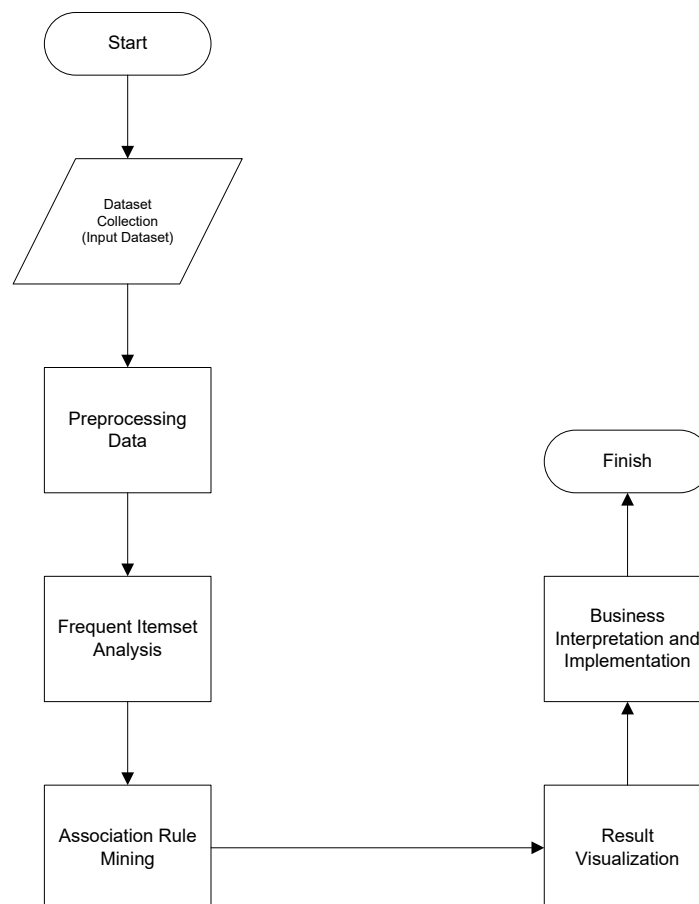 Start
Dataset
Collection
(Input Dataset)
Preprocessing
Data
Frequent Itemset
Analysis
Association Rule
Mining
Result
Visualization
Business
Interpretation and
Implementation
Finish